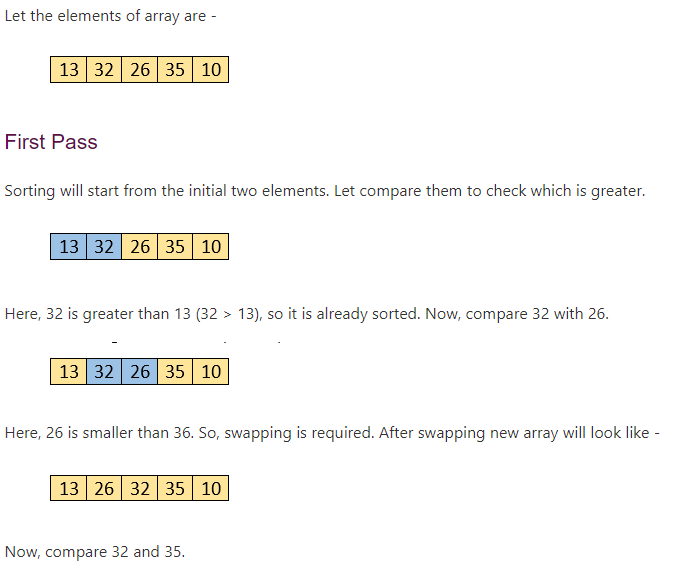 Let the elements of array are -
13 32 26 35 10
First Pass
Sorting will start from the initial two elements. Let compare them to check which is greater.
13 32 26 35 10
Here, 32 is greater than 13 (32 > 13), so it is already sorted. Now, compare 32 with 26.
13 32 26 35 10
Here, 26 is smaller than 36. So, swapping is required. After swapping new array will look like -
13 26 32 35 10
Now, compare 32 and 35.